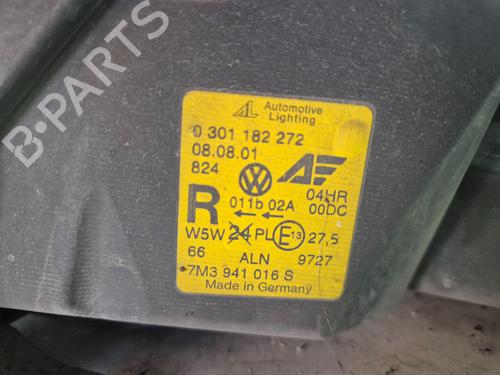 B-PARTS
AL Automotive Lighting
0 301 182 272
08.08.01
824
04HR
R 011b 02A 00DC
W5W 24 PL E13 27,5
66 ALN 9727
7M3 941 016 S
Made in Germany